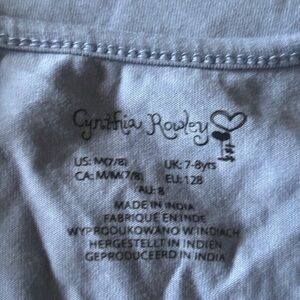 Cynthia Rowley
US: M(7/8) UK: 7-8yrs
CA: M/M(7/8) EU: 128
AU: 8
MADE IN INDIA
FABRIQUÉ EN INDE
WYPRODUKOWANO W INDIACH
HERGESTELLT IN INDIEN
GEPRODUCEERD IN INDIA